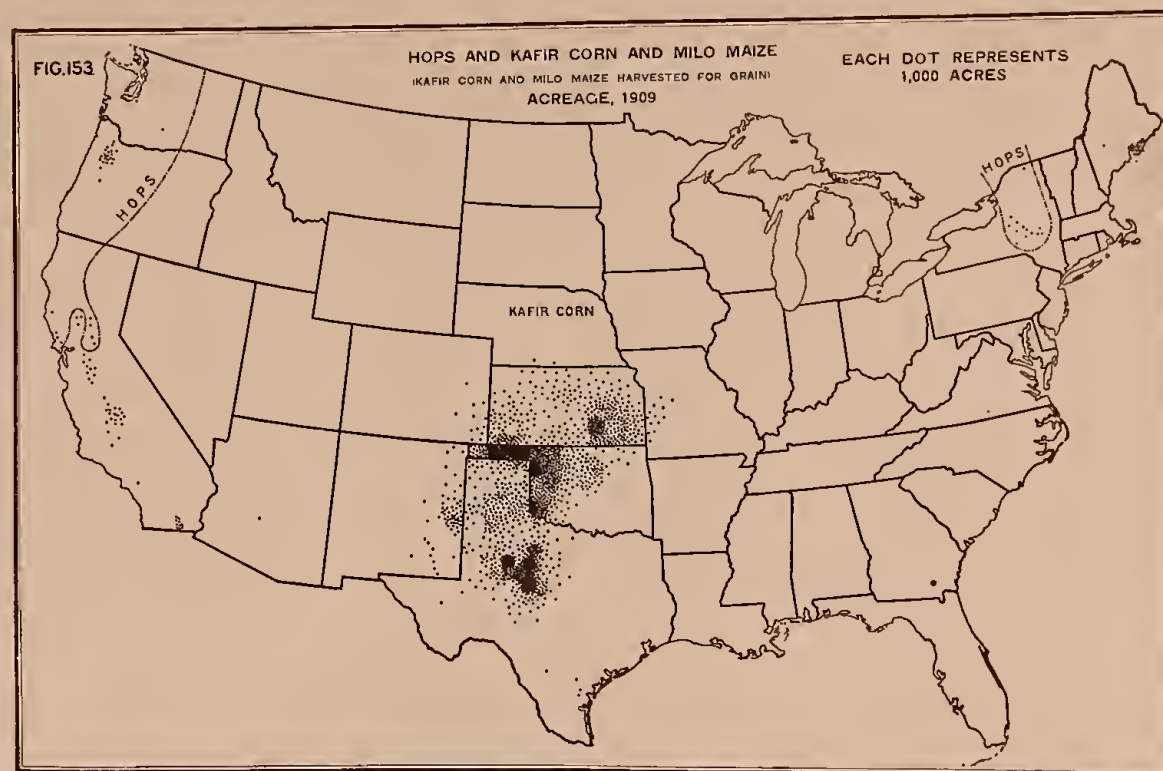 FIG.153
HOPS AND KAFIR CORN AND MILO MAIZE
(KAFIR CORN AND MILO MAIZE HARVESTED FOR GRAIN)
ACREAGE, 1909
EACH DOT REPRESENTS
1,000 ACRES
HOPS
HOPS
KAFIR CORN